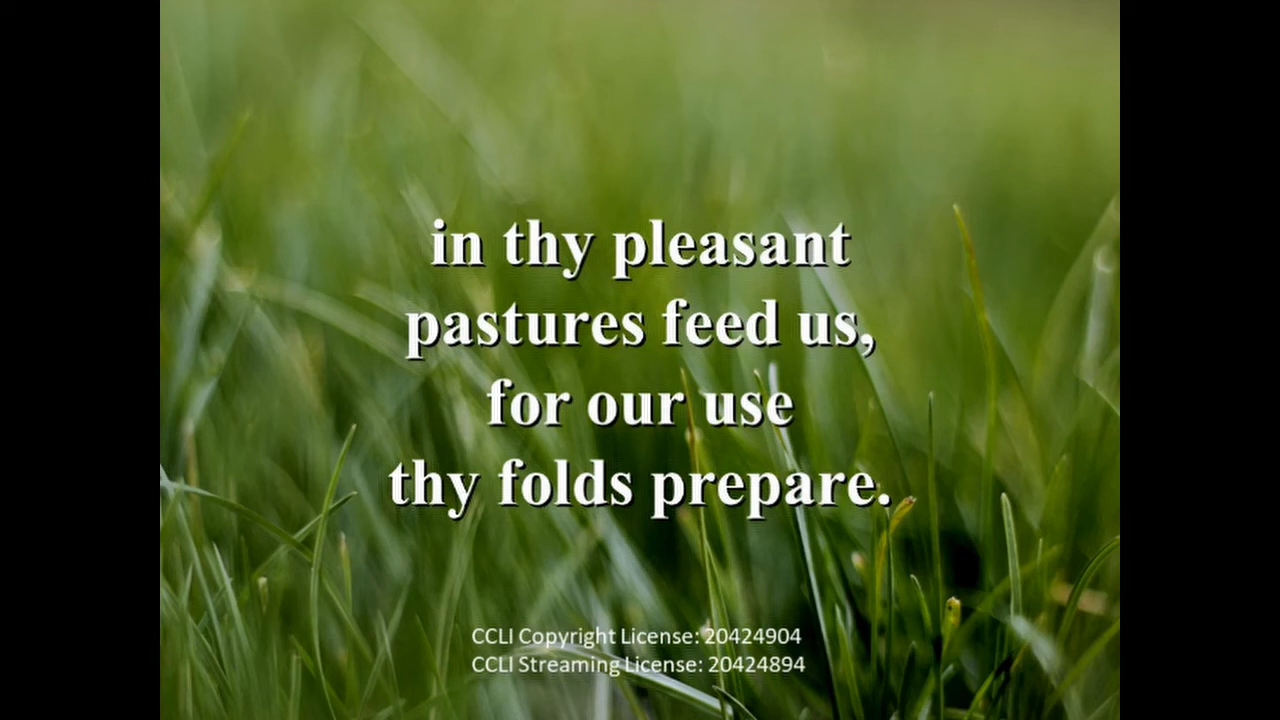 in thy pleasant
pastures feed us,
for our use
thy folds prepare.
CCLI Copyright License: 20424904
CCLI Streaming License: 20424894